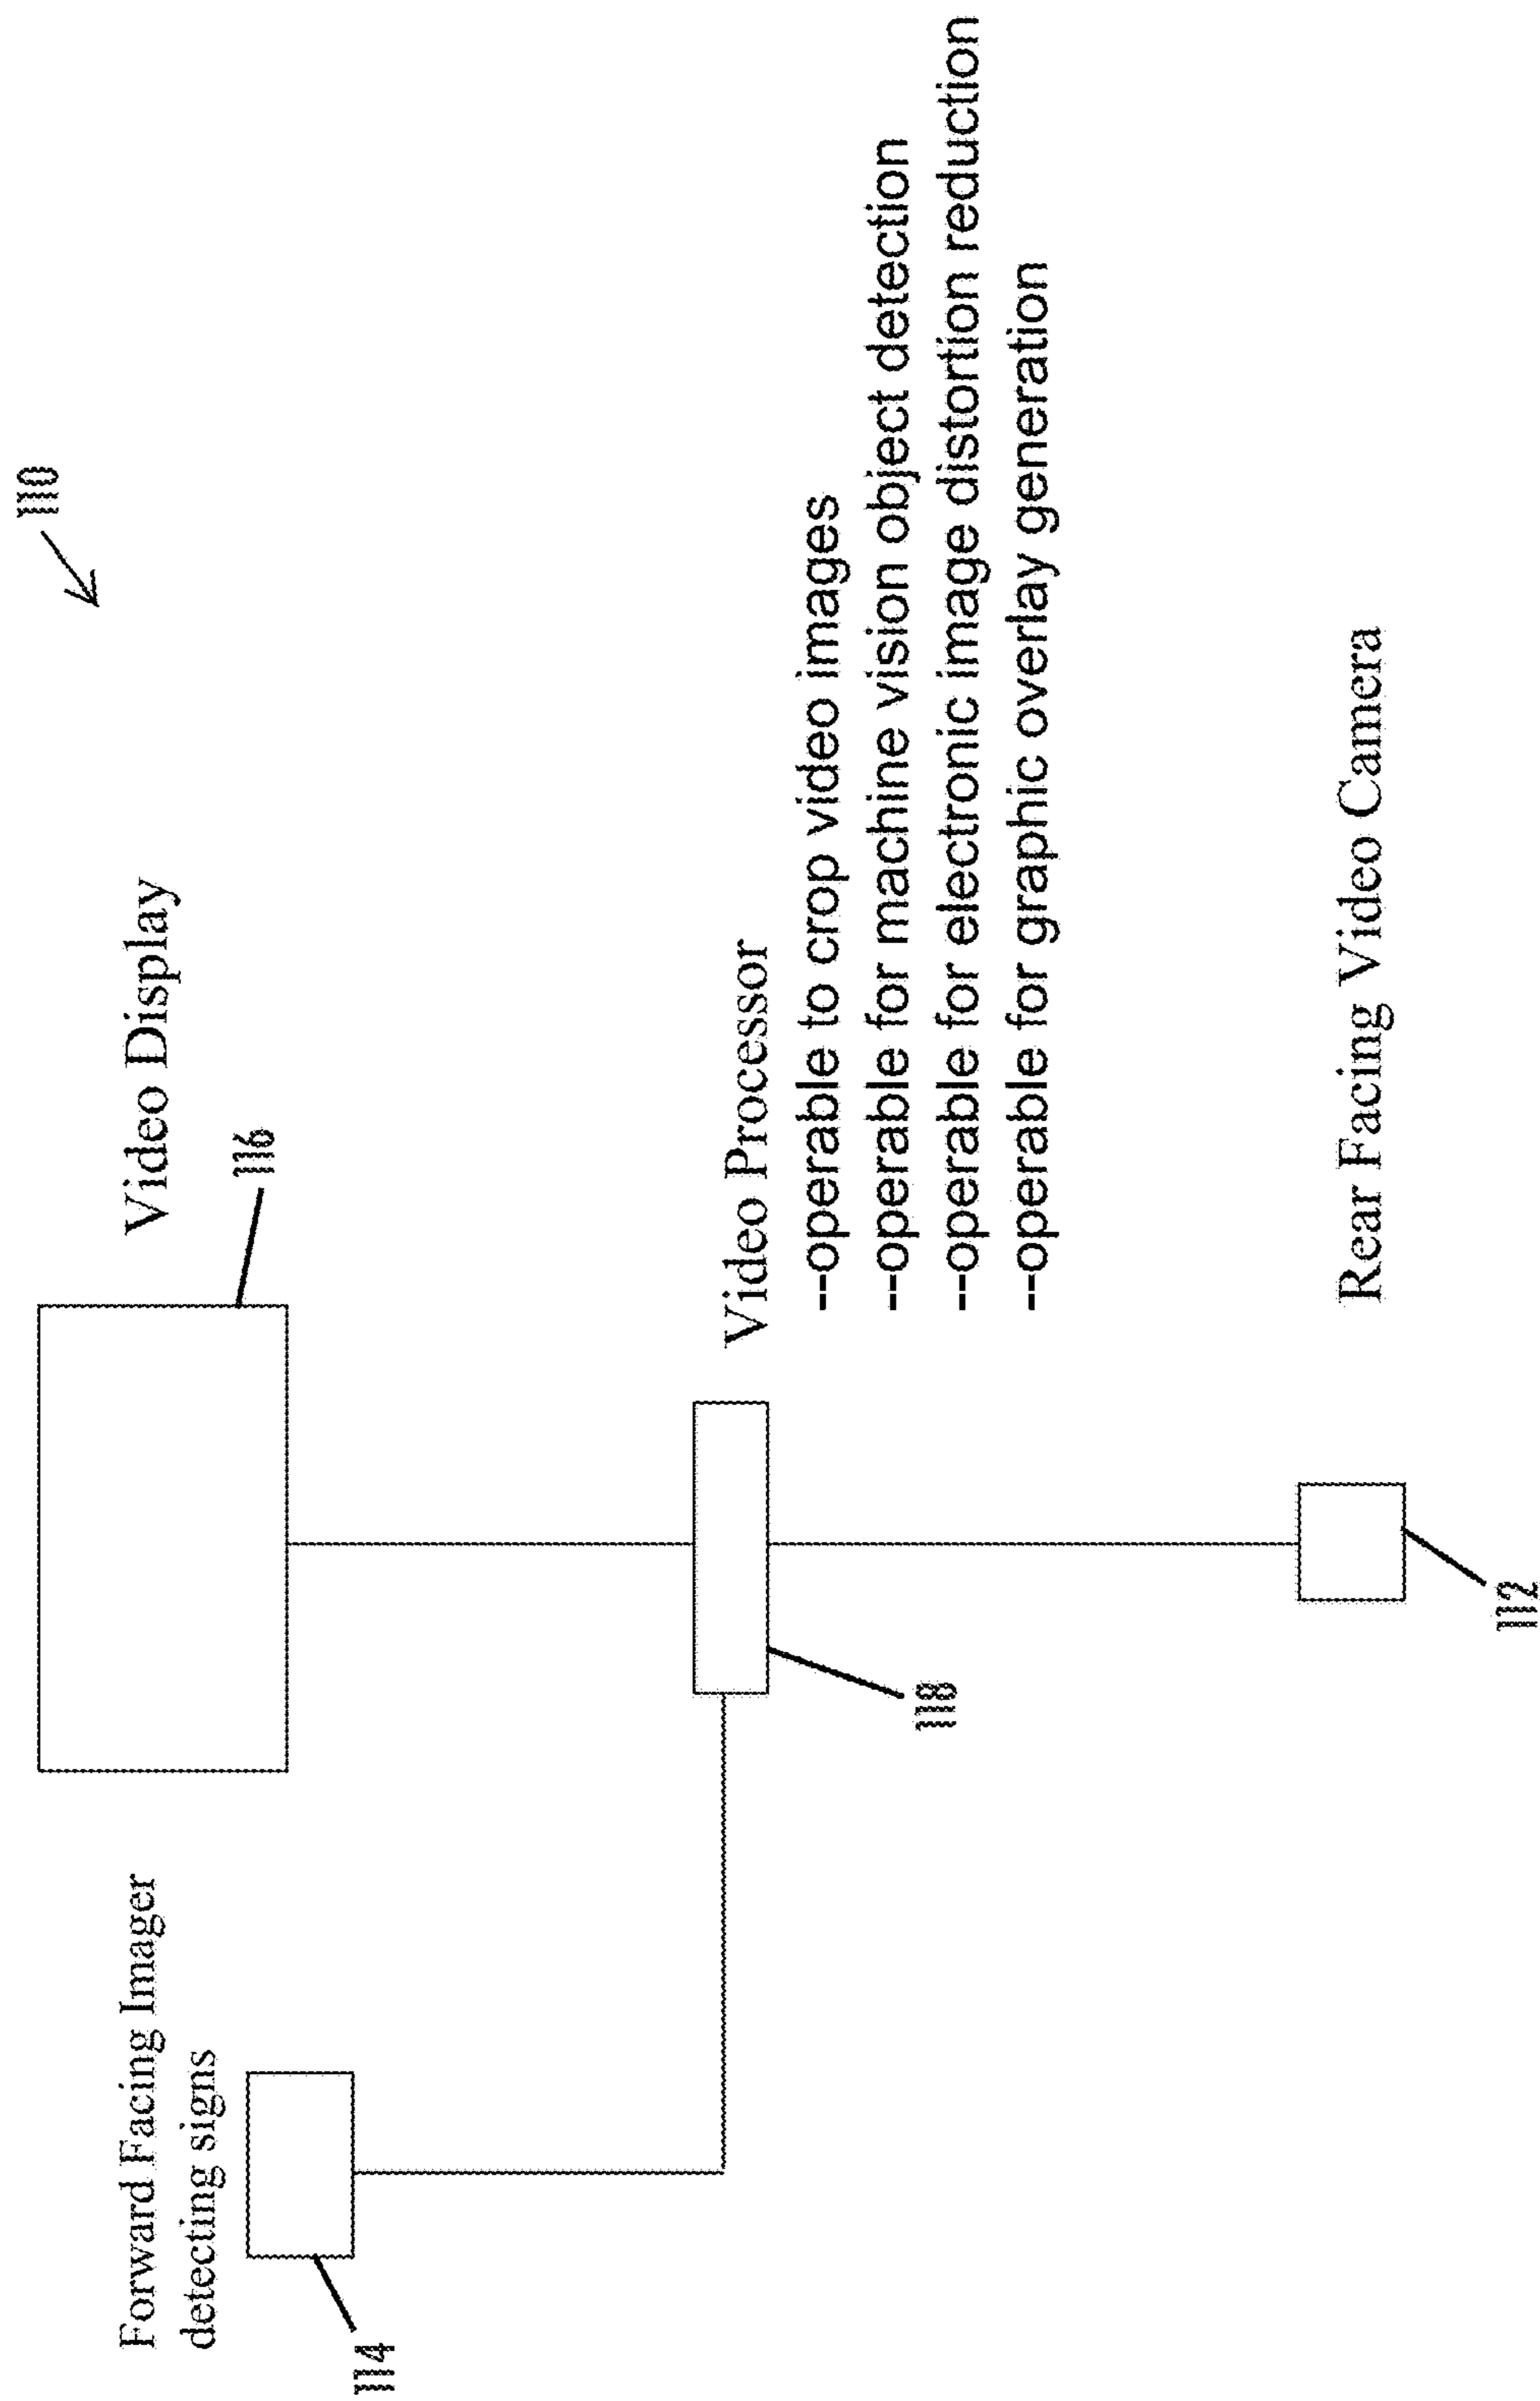 110
Video Display
116
Forward Facing Imager
detecting signs
114
Video Processor
--operable to crop video images
--operable for machine vision object detection
--operable for electronic image distortion reduction
--operable for graphic overlay generation
118
Rear Facing Video Camera
112